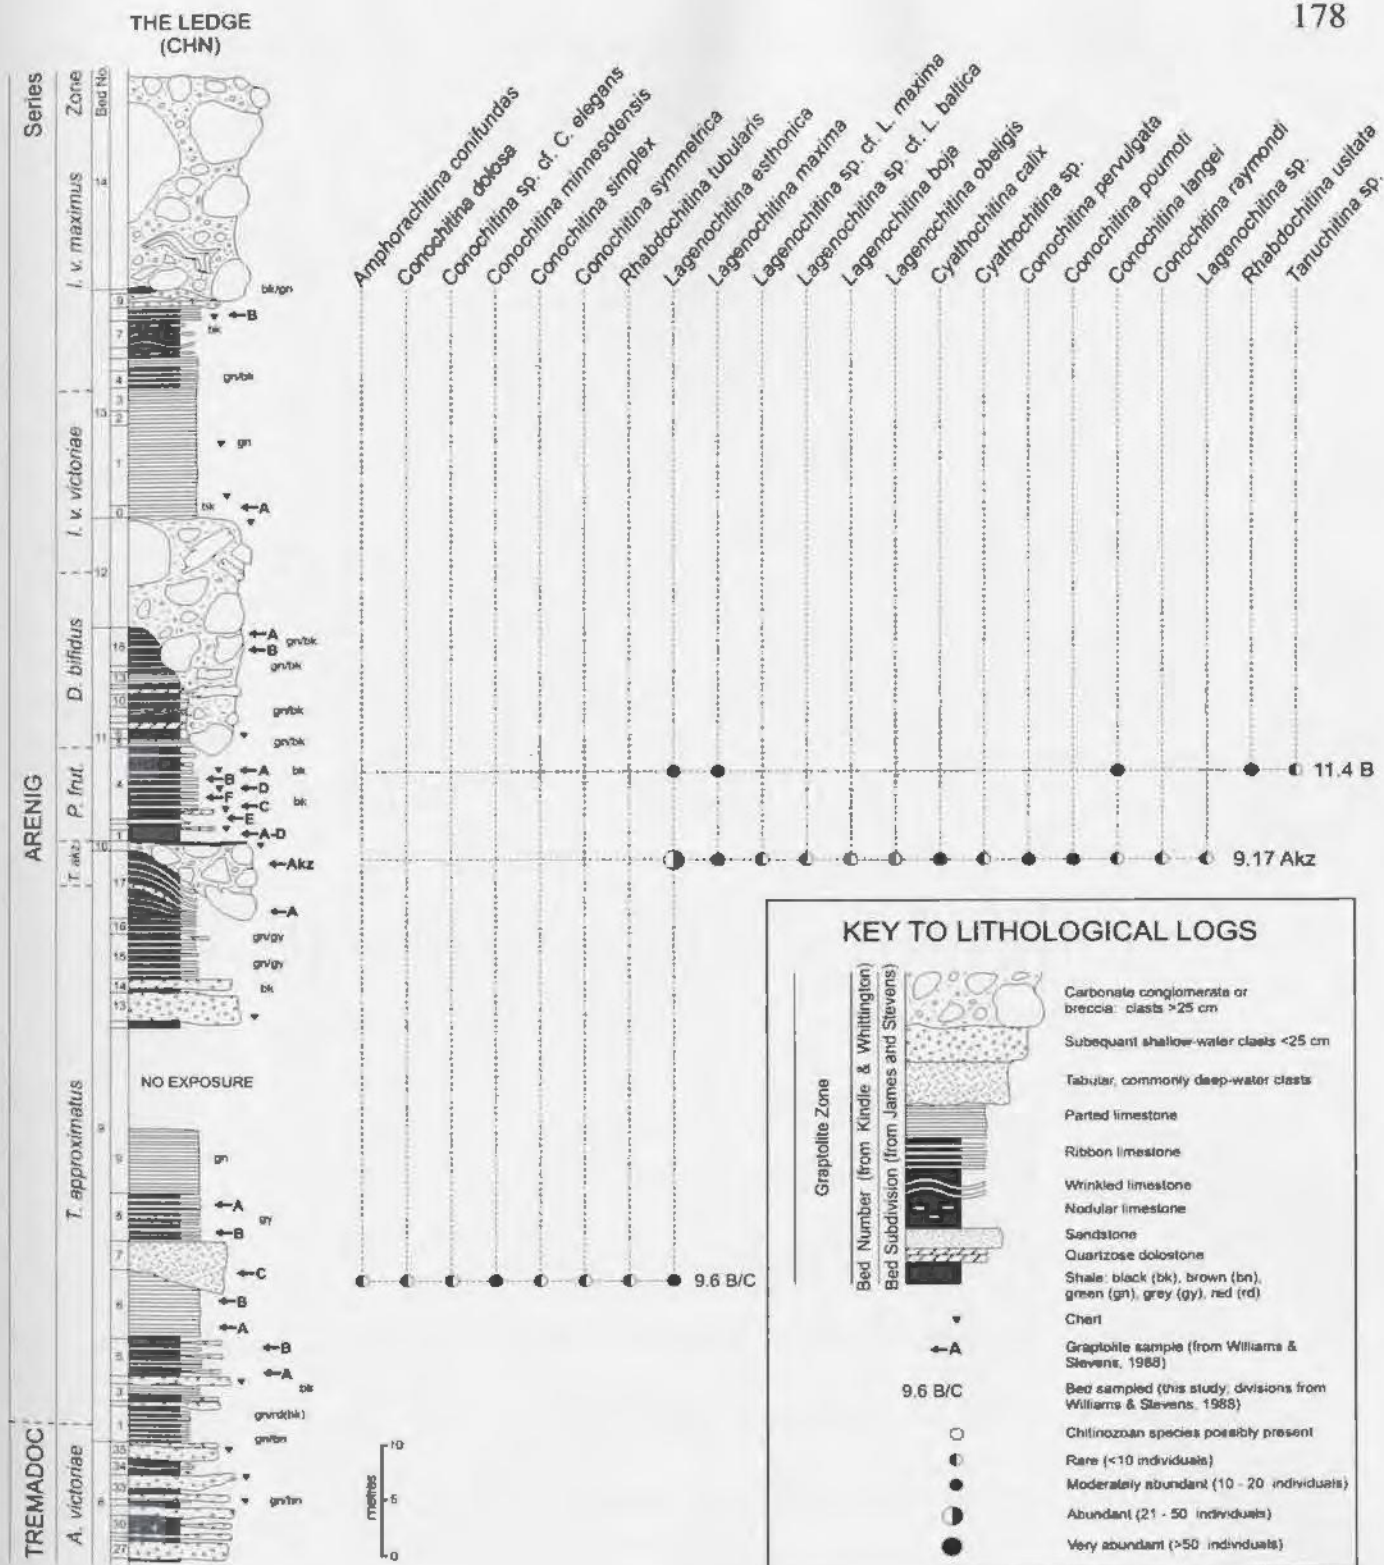 178
THE LEDGE
(CHN)
Series
Zone
Bed No.
Amphorachitina conifundas
Conochitina dolosa
Conochitina sp. cf. C. elegans
Conochitina minnesotensis
Conochitina simplex
Conochitina symmetrica
Rhabdochitina tubularis
Lagenochitina esthonica
Lagenochitina maxima
Lagenochitina sp. cf. L. maxima
Lagenochitina sp. cf. L. baltica
Lagenochitina boja
Lagenochitina obeligis
Cyathochitina calix
Cyathochitina sp.
Conochitina pervulgata
Conochitina poumoti
Conochitina langei
Conochitina raymondi
Lagenochitina sp.
Rhabdochitina usitata
Tanuchitina sp.
I. v. maximus
14
bk/gn
9
B
7
bk
4
gn/bk
3
13
2
I. v. victoriae
1
gn
bk
A
0
12
D. bifidus
A
gn/bk
15
B
gn/bk
13
10
gn/bk
11
gn/bk
ARENIG
P. frut.
A
bk
B
4
D
F
C
bk
E
1
A-D
11.4 B
T. akz
10
Akz
9.17 Akz
17
A
16
gn/gy
15
gn/gy
14
bk
13
NO EXPOSURE
T. approximatus
9
9
gn
A
8
gy
B
7
C
9.6 B/C
6
B
A
B
5
A
3
bk
1
gn/rd(bk)
gn/bn
TREMADOC
A. victoriae
35
34
33
8
gn/bn
30
27
10
5
0
metres
KEY TO LITHOLOGICAL LOGS
Graptolite Zone
Bed Number (from Kindle & Whittington)
Bed Subdivision (from James and Stevens)
Carbonate conglomerate or
breccia: clasts >25 cm
Subequant shallow-water clasts <25 cm
Tabular, commonly deep-water clasts
Parted limestone
Ribbon limestone
Wrinkled limestone
Nodular limestone
Sandstone
Quartzose dolostone
Shale: black (bk), brown (bn),
green (gn), grey (gy), red (rd)
Chert
A
Graptolite sample (from Williams &
Stevens, 1988)
9.6 B/C
Bed sampled (this study, divisions from
Williams & Stevens, 1988)
Chitinozoan species possibly present
Rare (<10 individuals)
Moderately abundant (10 - 20 individuals)
Abundant (21 - 50 individuals)
Very abundant (>50 individuals)